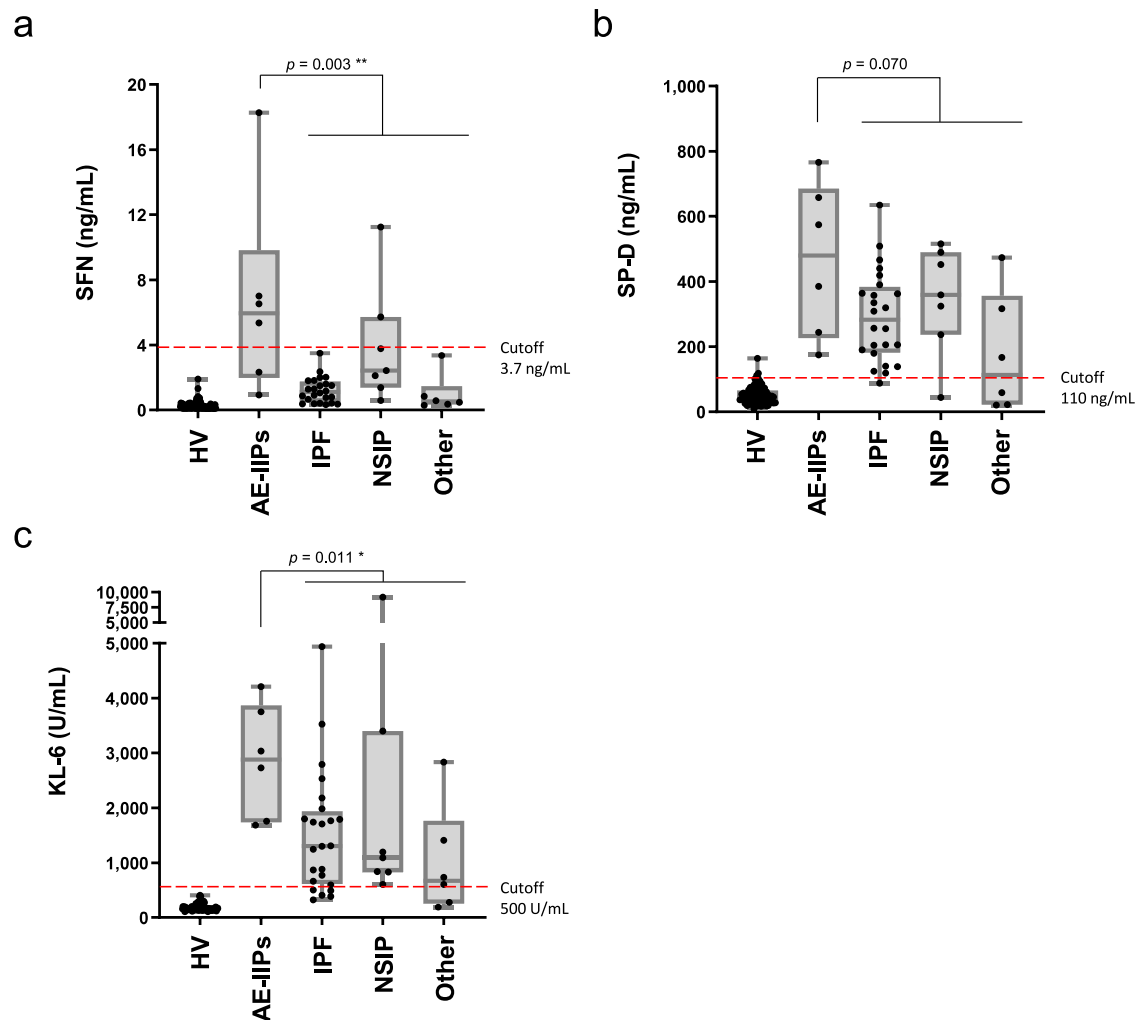 a
p = 0.003 **
SFN (ng/mL)
20
16
12
8
4
0
Cutoff
3.7 ng/mL
HV
AE-IIPs
IPF
NSIP
Other
b
p = 0.070
SP-D (ng/mL)
1,000
800
600
400
200
0
Cutoff
110 ng/mL
HV
AE-IIPs
IPF
NSIP
Other
c
p = 0.011 *
KL-6 (U/mL)
10,000
7,500
5,000
5,000
4,000
3,000
2,000
1,000
0
Cutoff
500 U/mL
HV
AE-IIPs
IPF
NSIP
Other